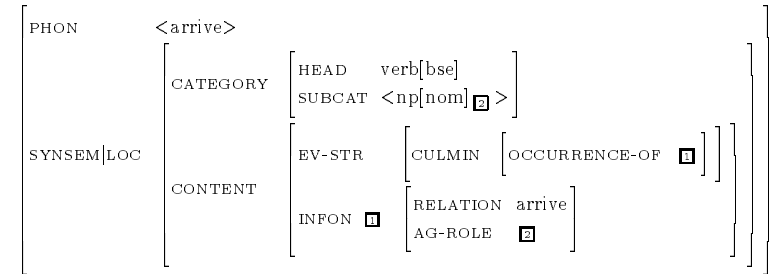 PHON <arrive>
CATEGORY HEAD verb[bse]
SUBCAT <np[nom] 2 >
SYNSEM|LOC
EV-STR CULMIN OCCURRENCE-OF 1
CONTENT
INFON 1 RELATION arrive
AG-ROLE 2